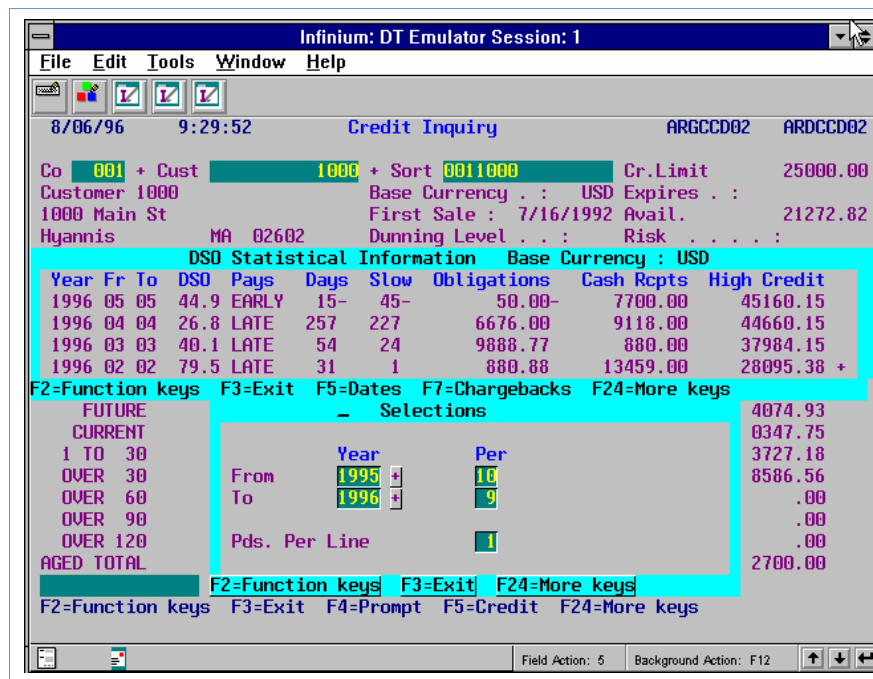 Infinium: DT Emulator Session: 1
File Edit Tools Window Help
8/06/96 9:29:52 Credit Inquiry ARGCCD02 ARDCCD02
Co 001 + Cust 1000 + Sort 0011000 Cr.Limit 25000.00
Customer 1000 Base Currency . : USD Expires . :
1000 Main St First Sale : 7/16/1992 Avail. 21272.82
Hyannis MA 02602 Dunning Level . . : Risk . . . . :
DSO Statistical Information Base Currency : USD
Year Fr To DSO Pays Days Slow Obligations Cash Rcpts High Credit
1996 05 05 44.9 EARLY 15- 45- 50.00- 7700.00 45160.15
1996 04 04 26.8 LATE 257 227 6676.00 9118.00 44660.15
1996 03 03 40.1 LATE 54 24 9888.77 880.00 37984.15
1996 02 02 79.5 LATE 31 1 880.88 13459.00 28095.38 +
F2=Function keys F3=Exit F5=Dates F7=Chargebacks F24=More keys
FUTURE _ Selections 4074.93
CURRENT 0347.75
1 TO 30 Year Per 3727.18
OVER 30 From 1995 + 10 8586.56
OVER 60 To 1996 + 9 .00
OVER 90 .00
OVER 120 Pds. Per Line 1 .00
AGED TOTAL 2700.00
F2=Function keys F3=Exit F24=More keys
F2=Function keys F3=Exit F4=Prompt F5=Credit F24=More keys
Field Action: 5 Background Action: F12